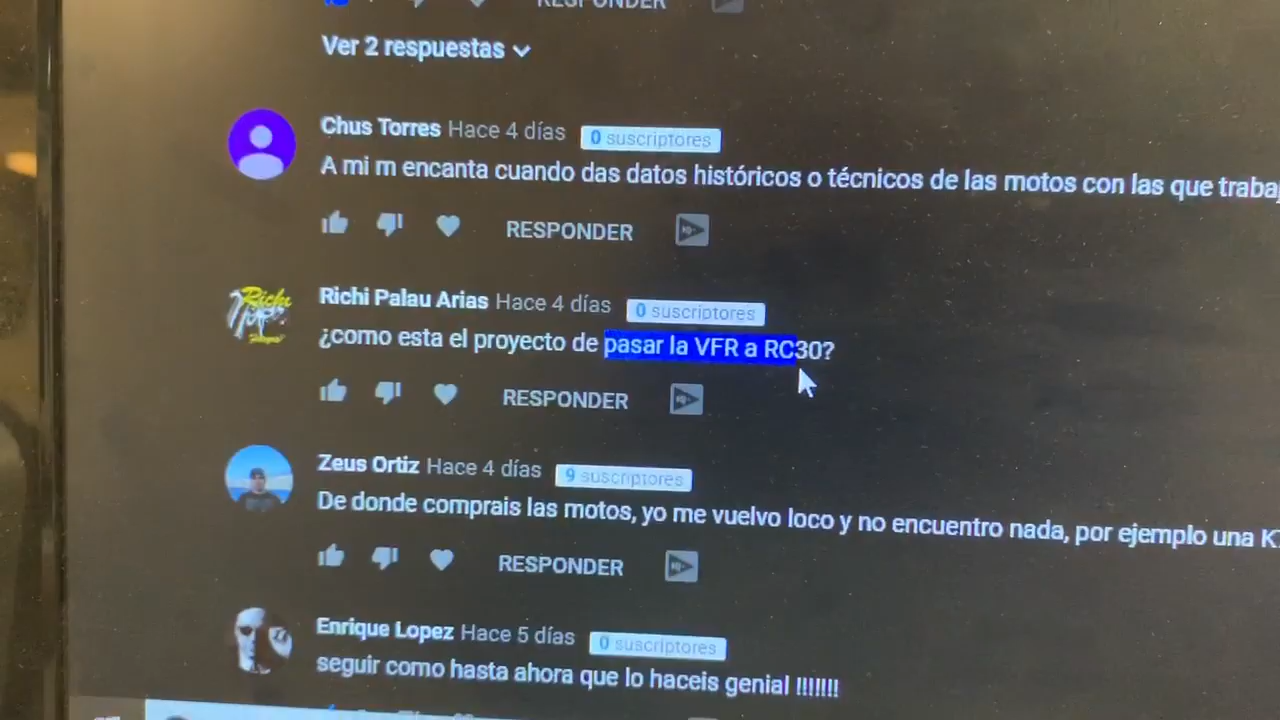 RESPONDER
Ver 2 respuestas
Chus Torres Hace 4 días 0 suscriptores
A mi m encanta cuando das datos históricos o técnicos de las motos con las que traba
RESPONDER
Richi Palau Arias Hace 4 días 0 suscriptores
¿como esta el proyecto de pasar la VFR a RC30?
RESPONDER
Zeus Ortiz Hace 4 días 9 suscriptores
De donde comprais las motos, yo me vuelvo loco y no encuentro nada, por ejemplo una K
RESPONDER
Enrique Lopez Hace 5 días 0 suscriptores
seguir como hasta ahora que lo haceis genial !!!!!!!